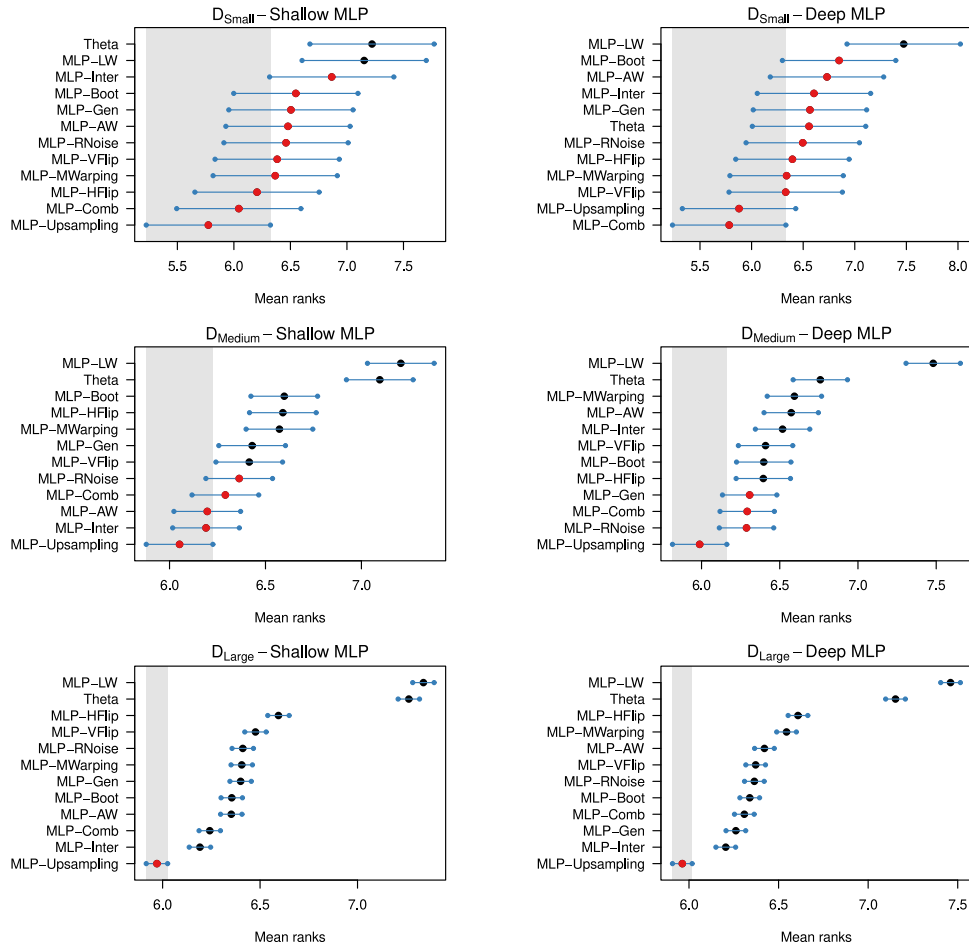 D_Small − Shallow MLP
Theta
MLP−LW
MLP−Inter
MLP−Boot
MLP−Gen
MLP−AW
MLP−RNoise
MLP−VFlip
MLP−MWarping
MLP−HFlip
MLP−Comb
MLP−Upsampling
5.5 6.0 6.5 7.0 7.5
Mean ranks
D_Small − Deep MLP
MLP−LW
MLP−Boot
MLP−AW
MLP−Inter
MLP−Gen
Theta
MLP−RNoise
MLP−HFlip
MLP−MWarping
MLP−VFlip
MLP−Upsampling
MLP−Comb
5.5 6.0 6.5 7.0 7.5 8.0
Mean ranks
D_Medium − Shallow MLP
MLP−LW
Theta
MLP−Boot
MLP−HFlip
MLP−MWarping
MLP−Gen
MLP−VFlip
MLP−RNoise
MLP−Comb
MLP−AW
MLP−Inter
MLP−Upsampling
6.0 6.5 7.0
Mean ranks
D_Medium − Deep MLP
MLP−LW
Theta
MLP−MWarping
MLP−AW
MLP−Inter
MLP−VFlip
MLP−Boot
MLP−HFlip
MLP−Gen
MLP−Comb
MLP−RNoise
MLP−Upsampling
6.0 6.5 7.0 7.5
Mean ranks
D_Large − Shallow MLP
MLP−LW
Theta
MLP−HFlip
MLP−VFlip
MLP−RNoise
MLP−MWarping
MLP−Gen
MLP−Boot
MLP−AW
MLP−Comb
MLP−Inter
MLP−Upsampling
6.0 6.5 7.0
Mean ranks
D_Large − Deep MLP
MLP−LW
Theta
MLP−HFlip
MLP−MWarping
MLP−AW
MLP−VFlip
MLP−RNoise
MLP−Boot
MLP−Comb
MLP−Gen
MLP−Inter
MLP−Upsampling
6.0 6.5 7.0 7.5
Mean ranks